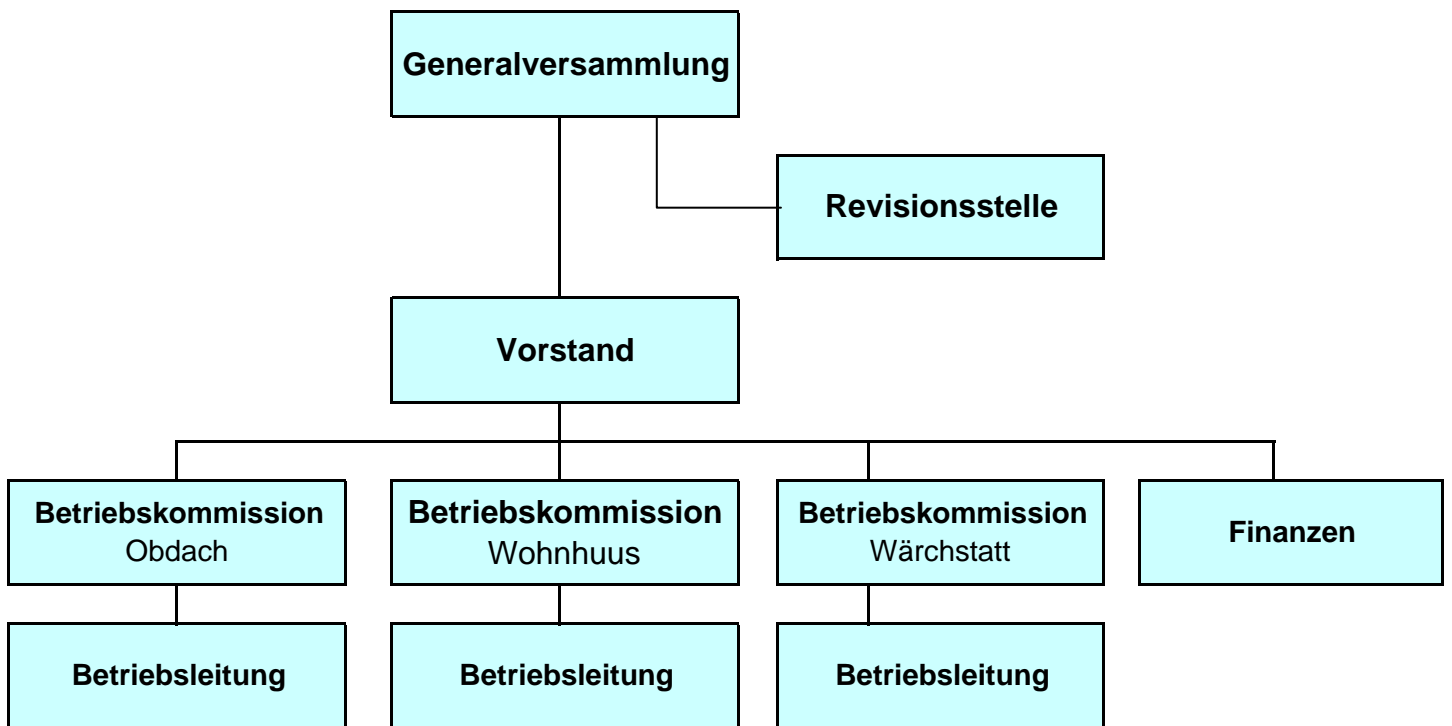 Generalversammlung
Revisionsstelle
Vorstand
Betriebskommission
Obdach
Betriebskommission
Wohnhuus
Betriebskommission
Wärchstatt
Finanzen
Betriebsleitung
Betriebsleitung
Betriebsleitung